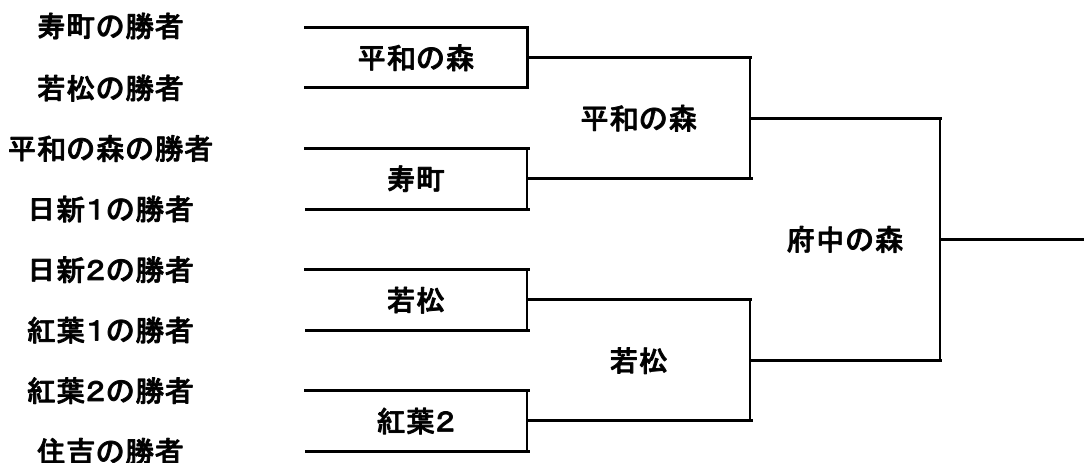 寿町の勝者
平和の森
若松の勝者
平和の森
平和の森の勝者
寿町
日新1の勝者
府中の森
日新2の勝者
若松
紅葉1の勝者
若松
紅葉2の勝者
紅葉2
住吉の勝者